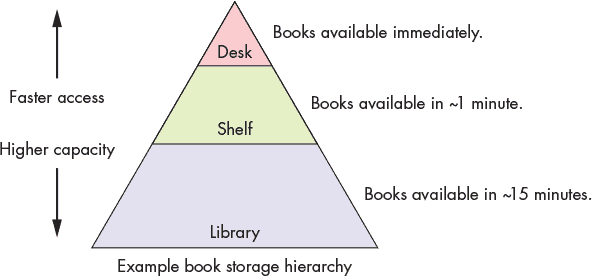 Books available immediately.
Desk
Faster access
Books available in ~1 minute.
Shelf
Higher capacity
Books available in ~15 minutes.
Library
Example book storage hierarchy